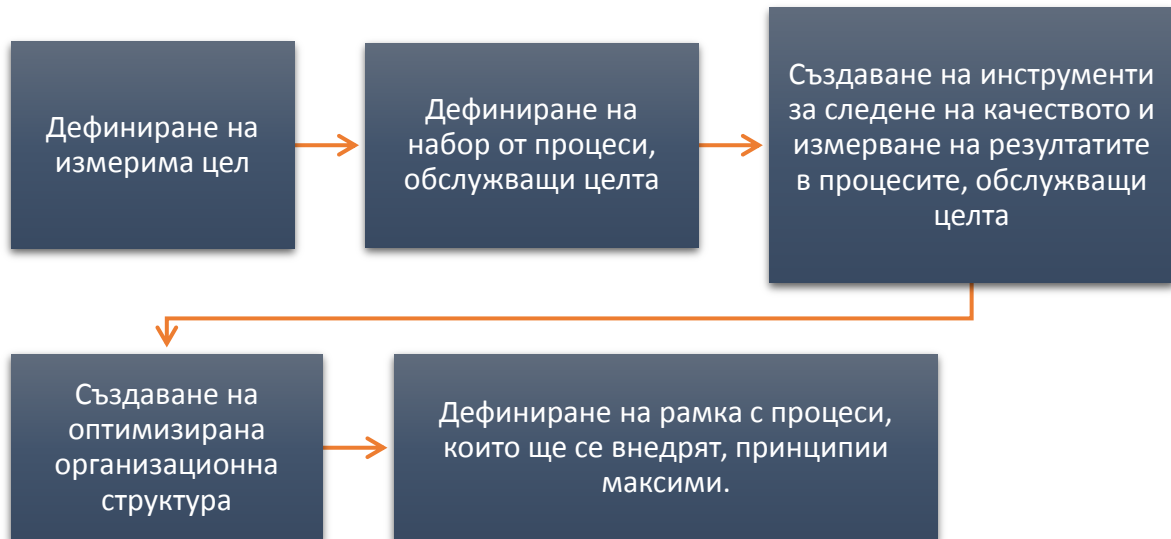 Дефиниране на
измерима цел
Дефиниране на
набор от процеси,
обслужващи целта
Създаване на инструменти
за следене на качеството и
измерване на резултатите
в процесите, обслужващи
целта
Създаване на
оптимизирана
организационна
структура
Дефиниране на рамка с процеси,
които ще се внедрят, принципии
максими.